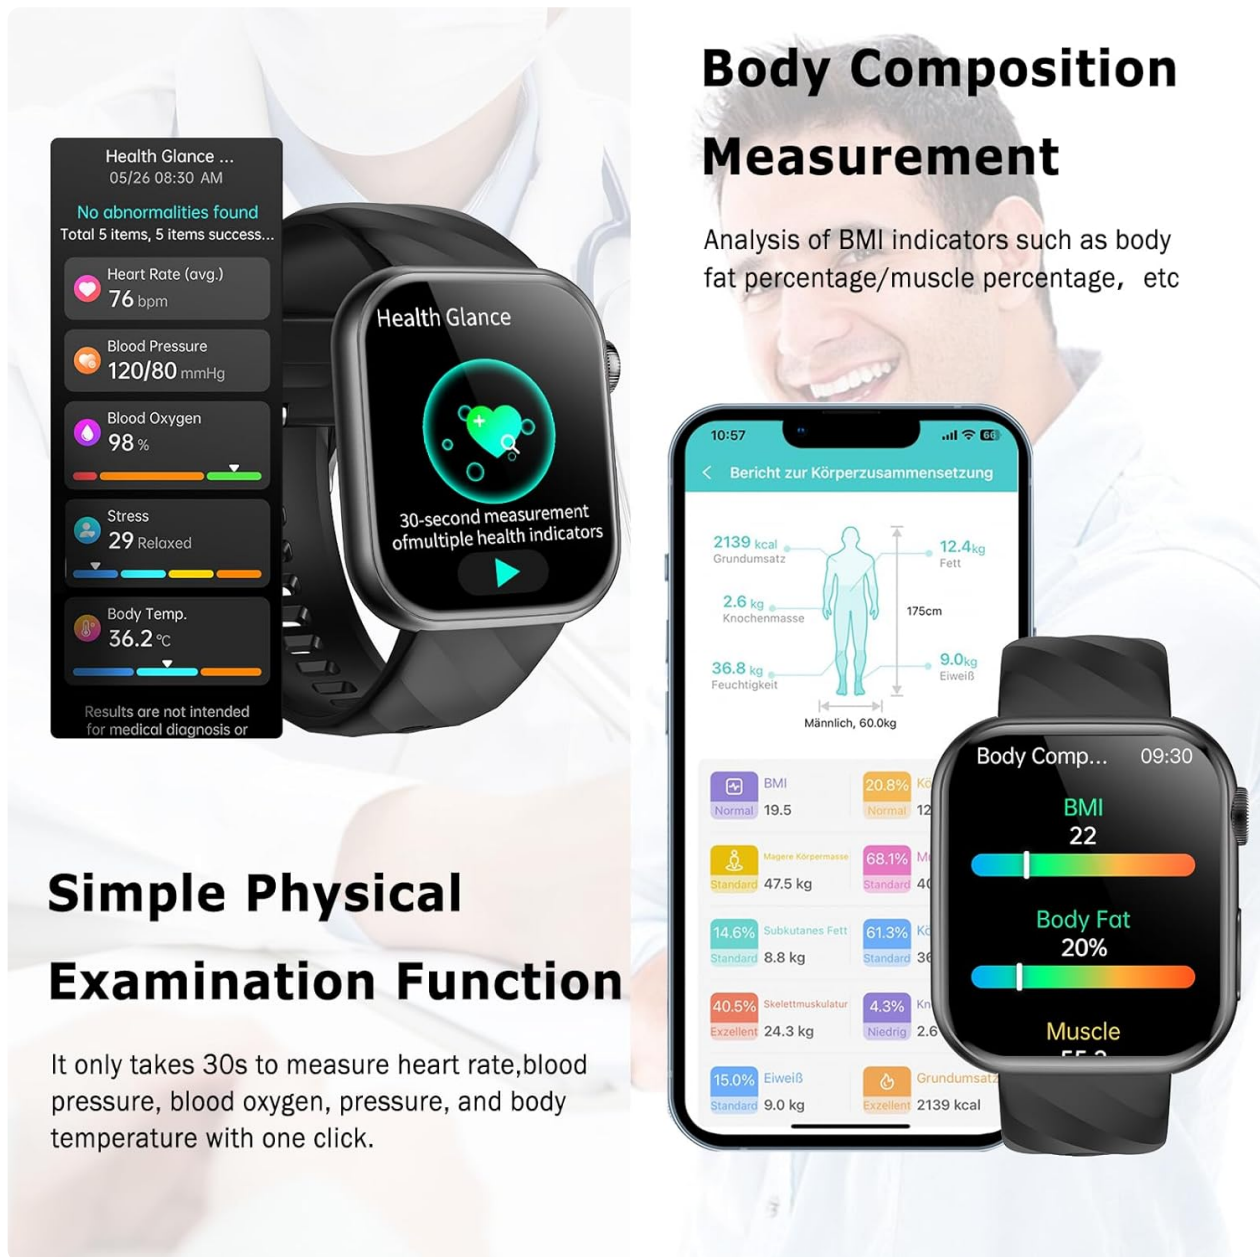 Health Glance ...
05/26 08:30 AM
No abnormalities found
Total 5 items, 5 items success...
Heart Rate (avg.)
76 bpm
Blood Pressure
120/80 mmHg
Blood Oxygen
98 %
Stress
29 Relaxed
Body Temp.
36.2 °C
Results are not intended
for medical diagnosis or
Health Glance
30-second measurement
ofmultiple health indicators
Simple Physical
Examination Function
It only takes 30s to measure heart rate,blood
pressure, blood oxygen, pressure, and body
temperature with one click.
Body Composition
Measurement
Analysis of BMI indicators such as body
fat percentage/muscle percentage, etc
10:57
66
Bericht zur Körperzusammensetzung
2139 kcal
Grundumsatz
12.4kg
Fett
2.6 kg
Knochenmasse
175cm
36.8 kg
Feuchtigkeit
9.0kg
Eiweiß
Männlich, 60.0kg
BMI
Normal 19.5
20.8% Kö
Normal 12
Magere Körpermasse
Standard 47.5 kg
68.1%
Standard 40
14.6% Subkutanes Fett
Standard 8.8 kg
61.3% Kö
Standard 36
40.5% Skelettmuskulatur
Exzellent 24.3 kg
4.3% Kn
Niedrig 2.6
15.0% Eiweiß
Standard 9.0 kg
Grundumsatz
Exzellent 2139 kcal
Body Comp... 09:30
BMI
22
Body Fat
20%
Muscle